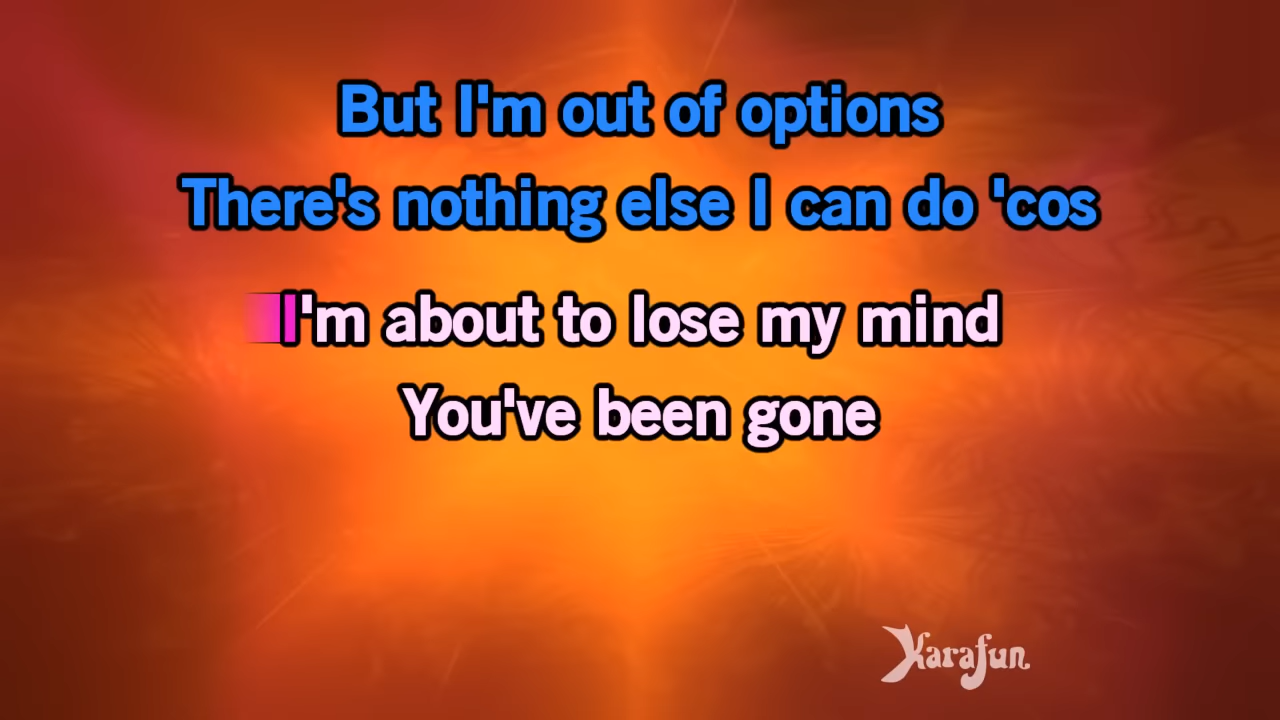 But I'm out of options
There's nothing else I can do 'cos
I'm about to lose my mind
You've been gone
Karafun